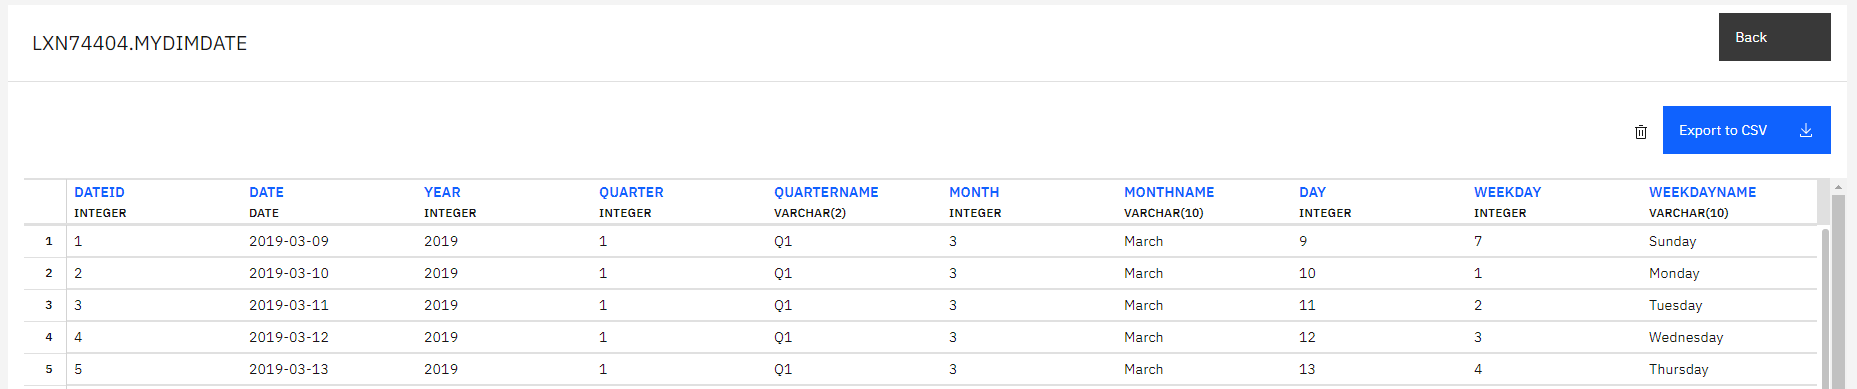 LXN74404.MYDIMDATE
Back
Export to CSV
DATEID DATE YEAR QUARTER QUARTERNAME MONTH MONTHNAME DAY WEEKDAY WEEKDAYNAME
INTEGER DATE INTEGER INTEGER VARCHAR(2) INTEGER VARCHAR(10) INTEGER INTEGER VARCHAR(10)
1 1 2019-03-09 2019 1 Q1 3 March 9 7 Sunday
2 2 2019-03-10 2019 1 Q1 3 March 10 1 Monday
3 3 2019-03-11 2019 1 Q1 3 March 11 2 Tuesday
4 4 2019-03-12 2019 1 Q1 3 March 12 3 Wednesday
5 5 2019-03-13 2019 1 Q1 3 March 13 4 Thursday